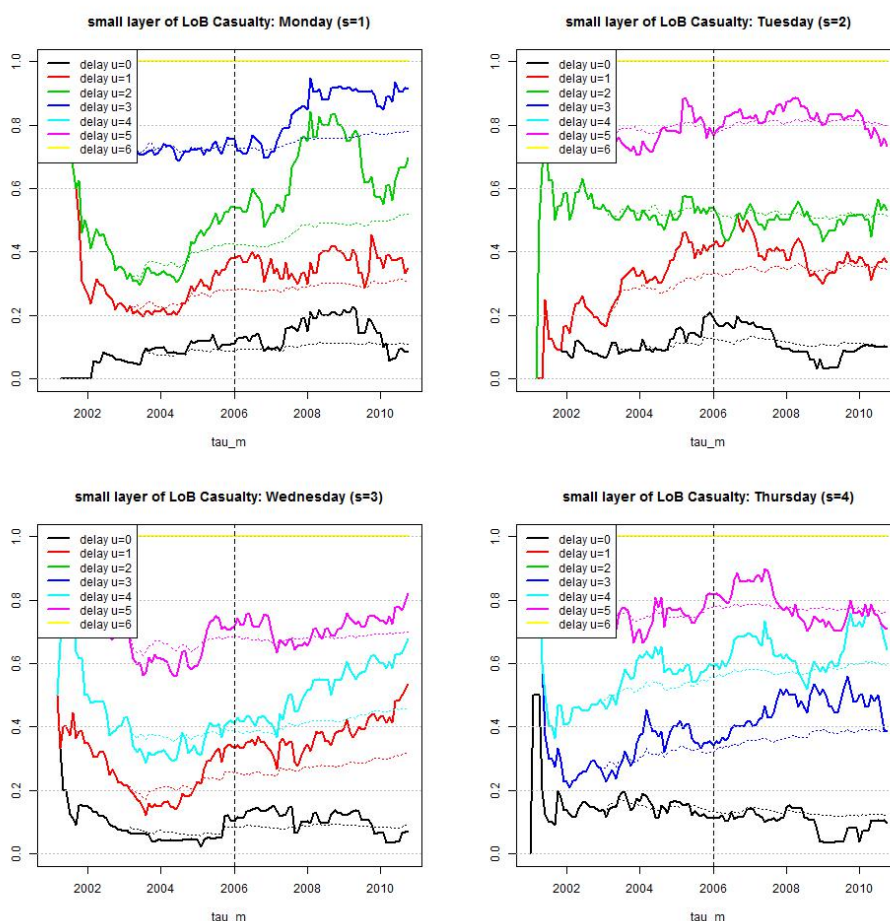 small layer of LoB Casualty: Monday (s=1)
1.0
0.8
0.6
0.4
0.2
0.0
delay u=0
delay u=1
delay u=2
delay u=3
delay u=4
delay u=5
delay u=6
2002 2004 2006 2008 2010
tau_m
small layer of LoB Casualty: Tuesday (s=2)
1.0
0.8
0.6
0.4
0.2
0.0
delay u=0
delay u=1
delay u=2
delay u=3
delay u=4
delay u=5
delay u=6
2002 2004 2006 2008 2010
tau_m
small layer of LoB Casualty: Wednesday (s=3)
1.0
0.8
0.6
0.4
0.2
0.0
delay u=0
delay u=1
delay u=2
delay u=3
delay u=4
delay u=5
delay u=6
2002 2004 2006 2008 2010
tau_m
small layer of LoB Casualty: Thursday (s=4)
1.0
0.8
0.6
0.4
0.2
0.0
delay u=0
delay u=1
delay u=2
delay u=3
delay u=4
delay u=5
delay u=6
2002 2004 2006 2008 2010
tau_m